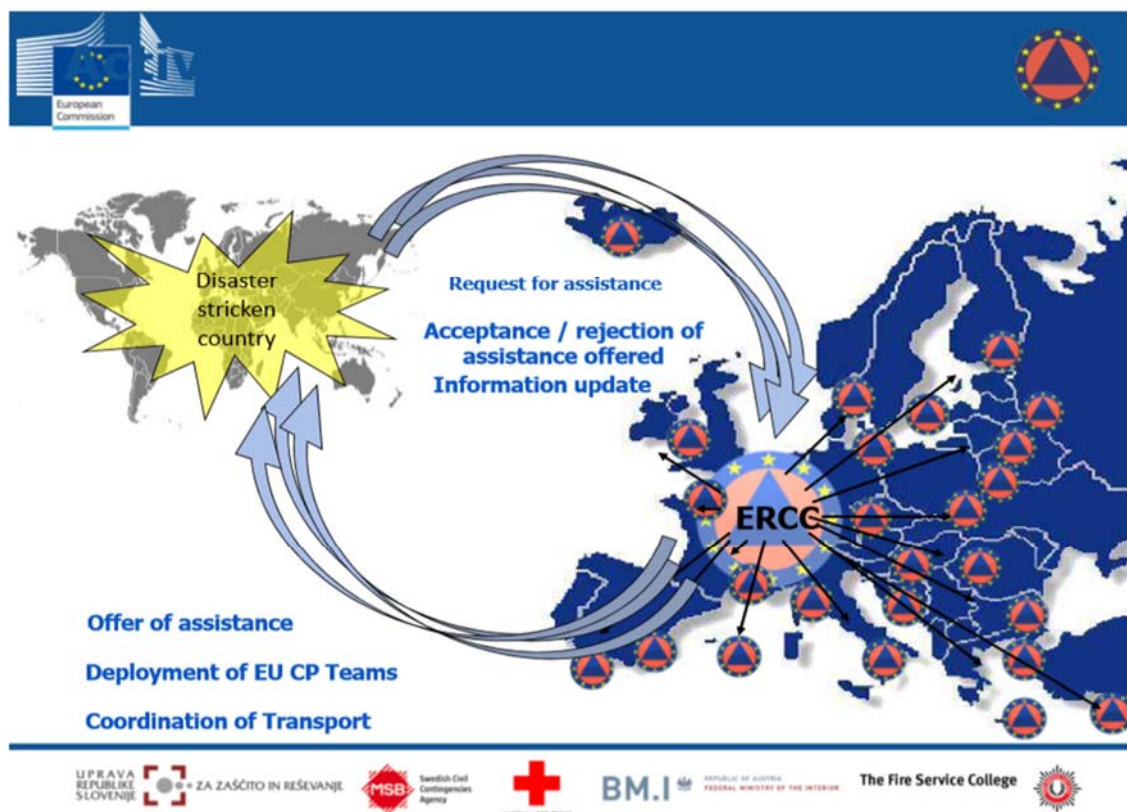 Activ
European
Commission
Disaster
stricken
country
Request for assistance
Acceptance / rejection of
assistance offered
Information update
ERCC
Offer of assistance
Deployment of EU CP Teams
Coordination of Transport
UPRAVA
REPUBLIKE
SLOVENIJE
ZA ZAŠČITO IN REŠEVANJE
MSB
Swedish Civil
Contingencies
Agency
BM.I
REPUBLIC OF AUSTRIA
FEDERAL MINISTRY OF THE INTERIOR
The Fire Service College